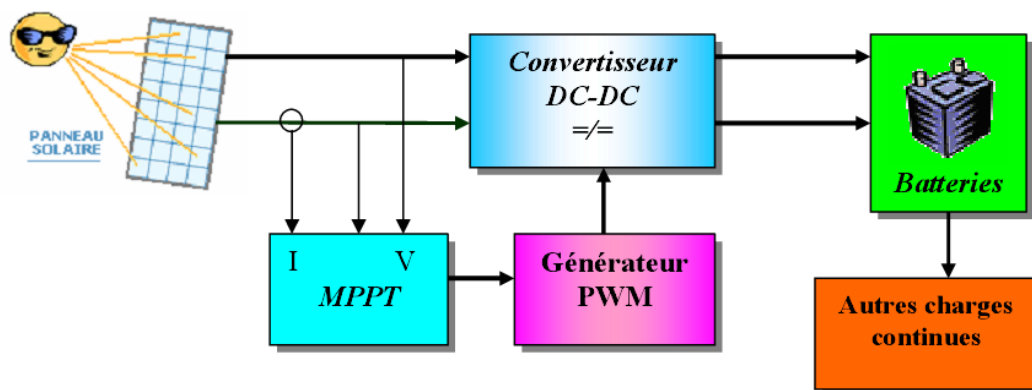 PANNEAU
SOLAIRE
Convertisseur
DC-DC
=/=
Batteries
I V
MPPT
Générateur
PWM
Autres charges
continues